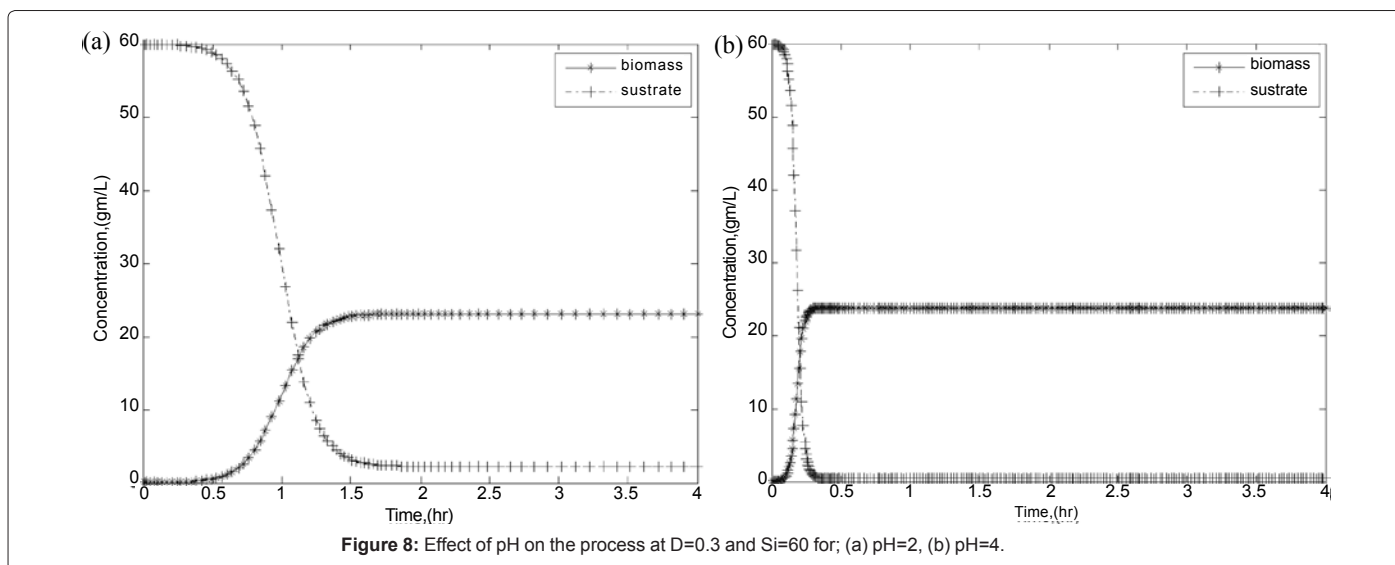 (a)
60
50
40
30
20
10
0
Concentration,(gm/L)
biomass
sustrate
0 0.5 1 1.5 2 2.5 3 3.5 4
Time,(hr)
(b)
60
50
40
30
20
10
0
Concentration,(gm/L)
biomass
sustrate
0 0.5 1 1.5 2 2.5 3 3.5 4
Time,(hr)
Figure 8: Effect of pH on the process at D=0.3 and Si=60 for; (a) pH=2, (b) pH=4.